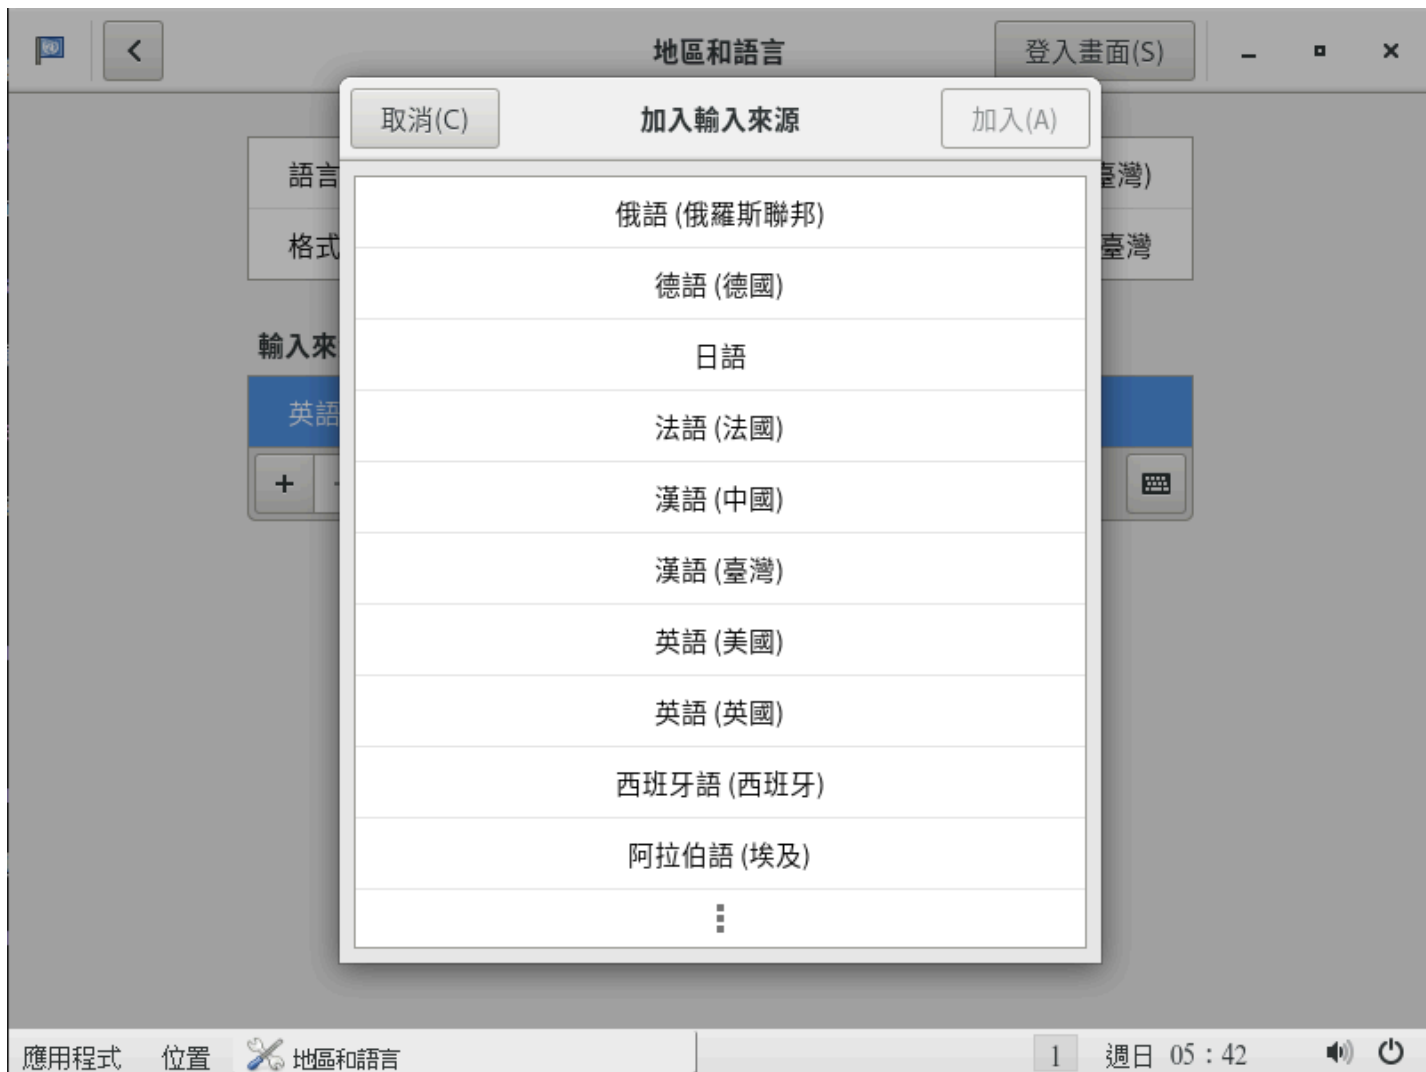 地區和語言
登入畫面(S)
取消(C)
加入輸入來源
加入(A)
語言
臺灣)
格式
臺灣
輸入來
英語
俄語 (俄羅斯聯邦)
德語 (德國)
日語
法語 (法國)
漢語 (中國)
漢語 (臺灣)
英語 (美國)
英語 (英國)
西班牙語 (西班牙)
阿拉伯語 (埃及)
應用程式 位置 地區和語言 1 週日 05：42